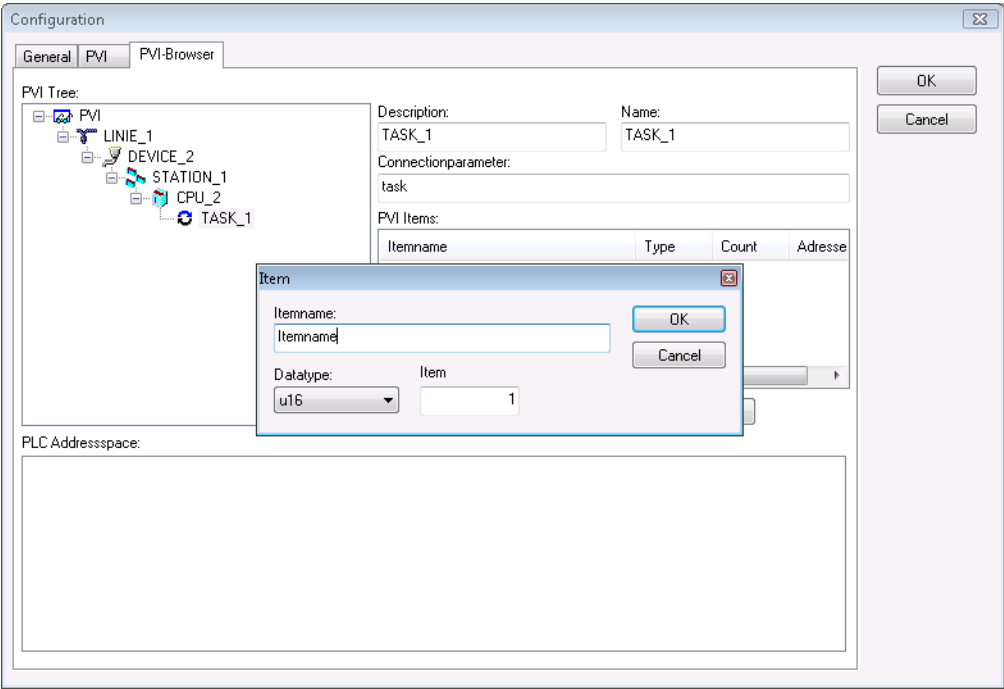 Configuration
General PVI PVI-Browser
OK
Cancel
PVI Tree:
PVI
LINIE_1
DEVICE_2
STATION_1
CPU_2
TASK_1
Description: Name:
TASK_1 TASK_1
Connectionparameter:
task
PVI Items:
Itemname Type Count Adresse
Item
Itemname:
Itemname
OK
Cancel
Datatype: Item
u16 1
PLC Addressspace: